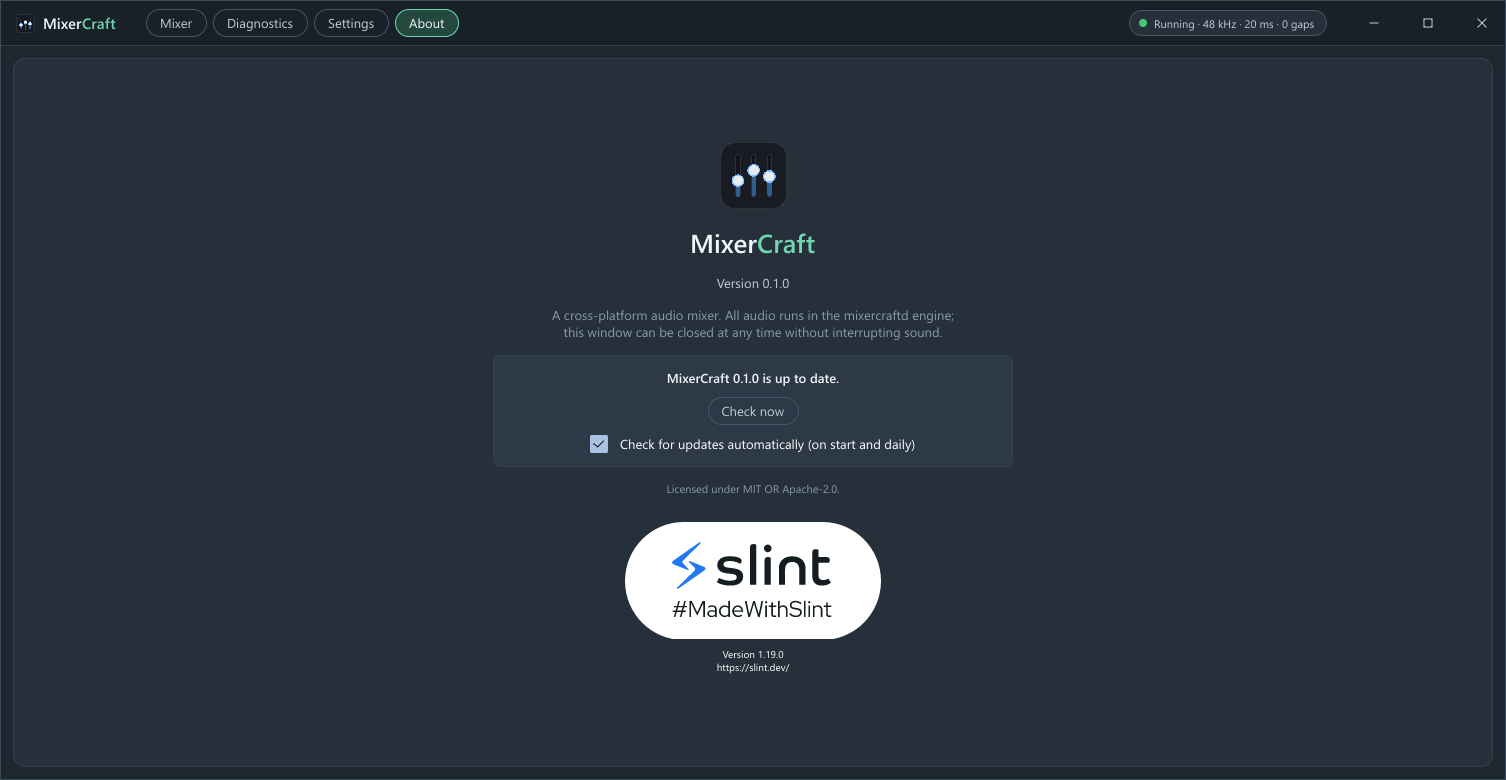 MixerCraft
Mixer
Diagnostics
Settings
About
Running · 48 kHz · 20 ms · 0 gaps
MixerCraft
Version 0.1.0
A cross-platform audio mixer. All audio runs in the mixercraftd engine;
this window can be closed at any time without interrupting sound.
MixerCraft 0.1.0 is up to date.
Check now
Check for updates automatically (on start and daily)
Licensed under MIT OR Apache-2.0.
slint
#MadeWithSlint
Version 1.19.0
https://slint.dev/